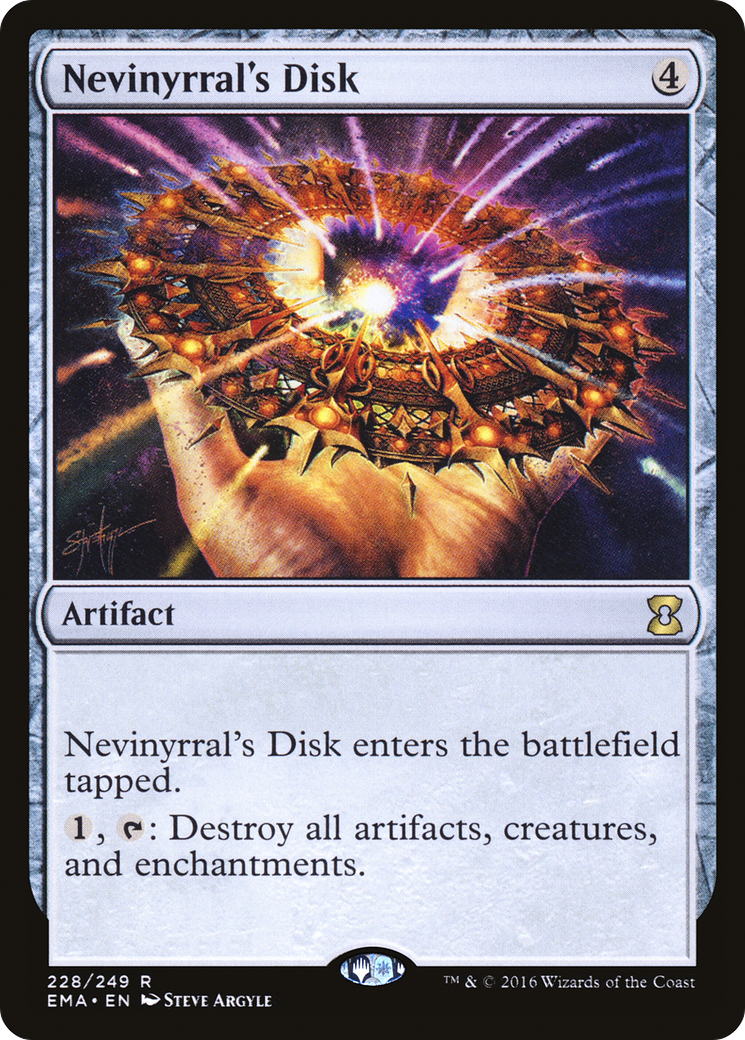 Nevinyrral's Disk 4
Artifact
Nevinyrral's Disk enters the battlefield
tapped.
1, : Destroy all artifacts, creatures,
and enchantments.
228/249 R
EMA • EN Steve Argyle
™ & © 2016 Wizards of the Coast